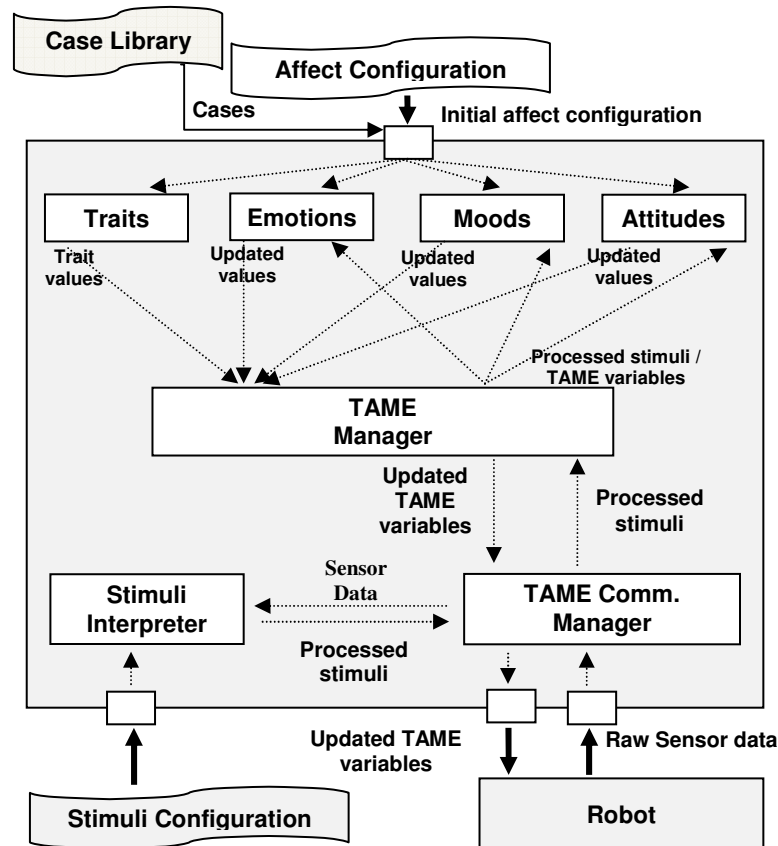 Case Library
Affect Configuration
Cases
Initial affect configuration
Traits
Emotions
Moods
Attitudes
Trait
values
Updated
values
Updated
values
Updated
values
Processed stimuli /
TAME variables
TAME
Manager
Updated
TAME
variables
Processed
stimuli
Sensor
Data
Stimuli
Interpreter
TAME Comm.
Manager
Processed
stimuli
Updated TAME
variables
Raw Sensor data
Stimuli Configuration
Robot